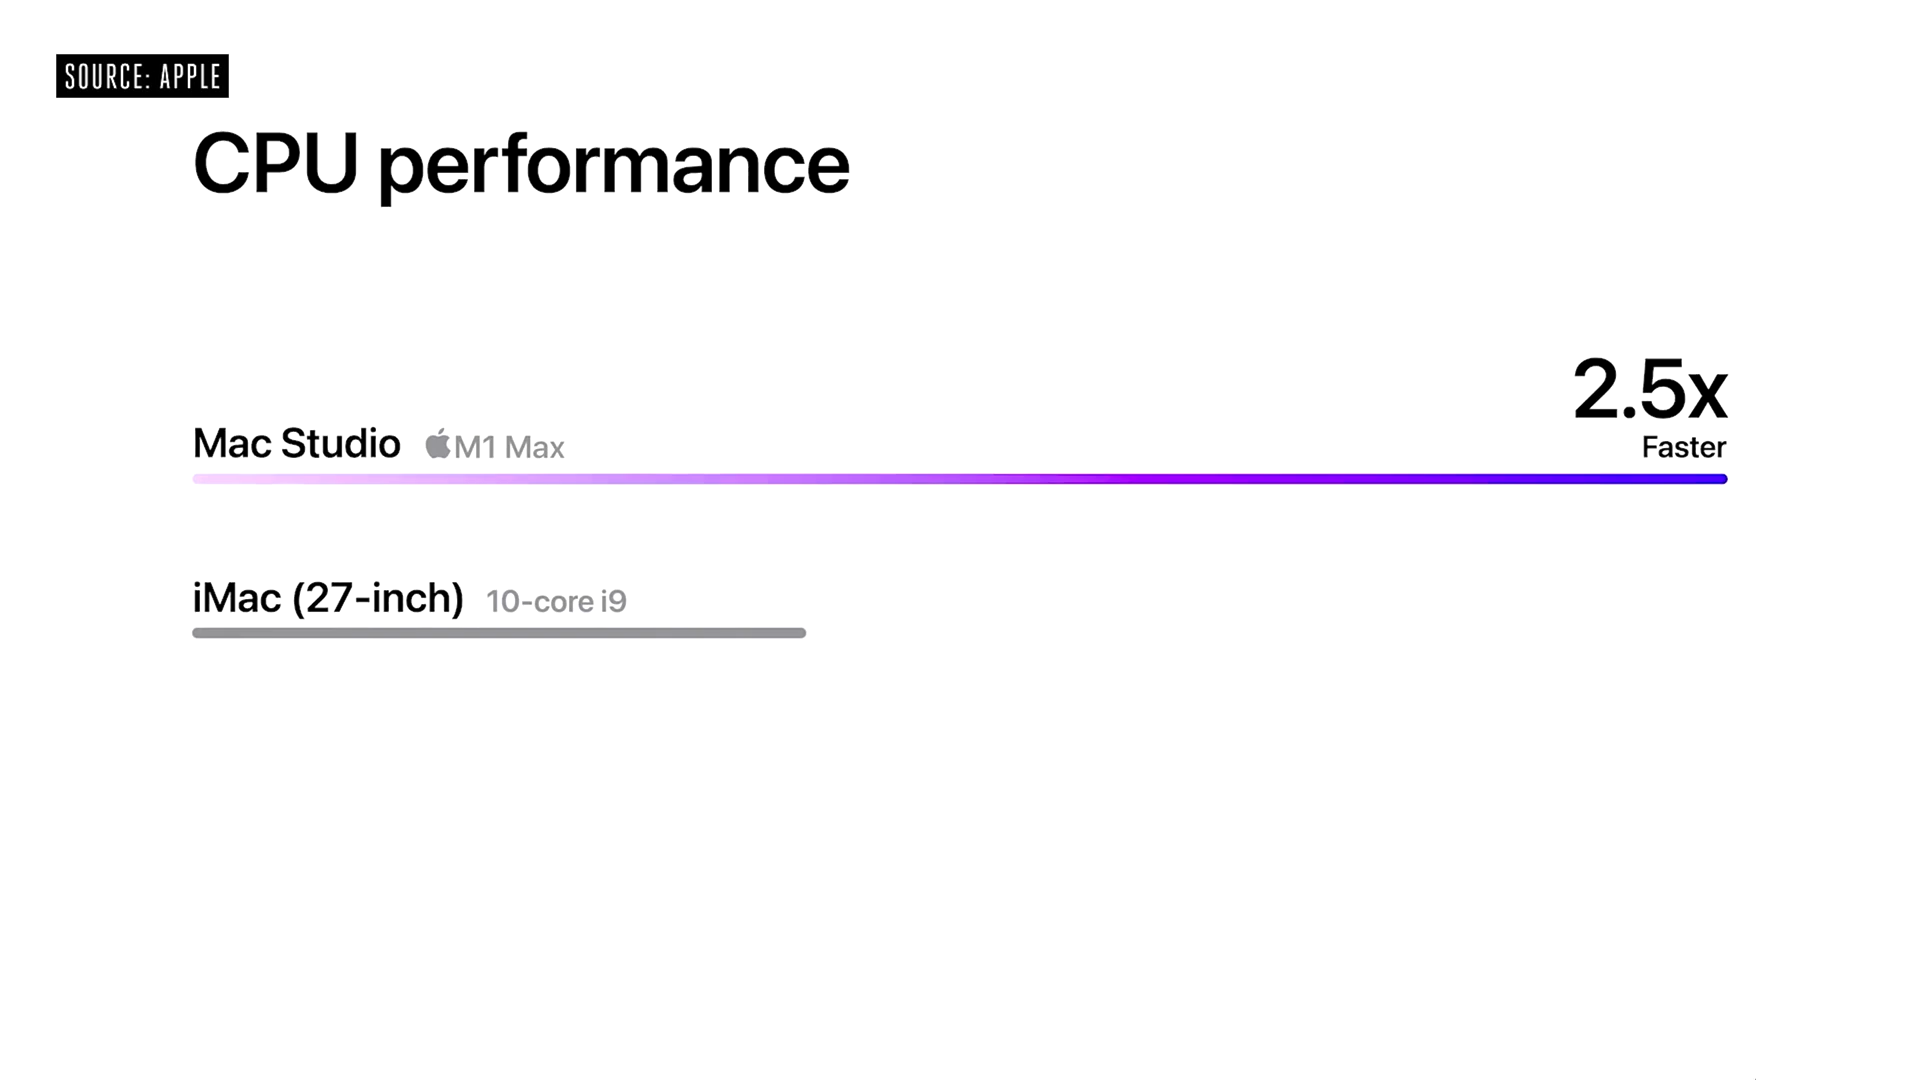 SOURCE: APPLE
CPU performance
2.5x
Faster
Mac Studio M1 Max
iMac (27-inch) 10-core i9